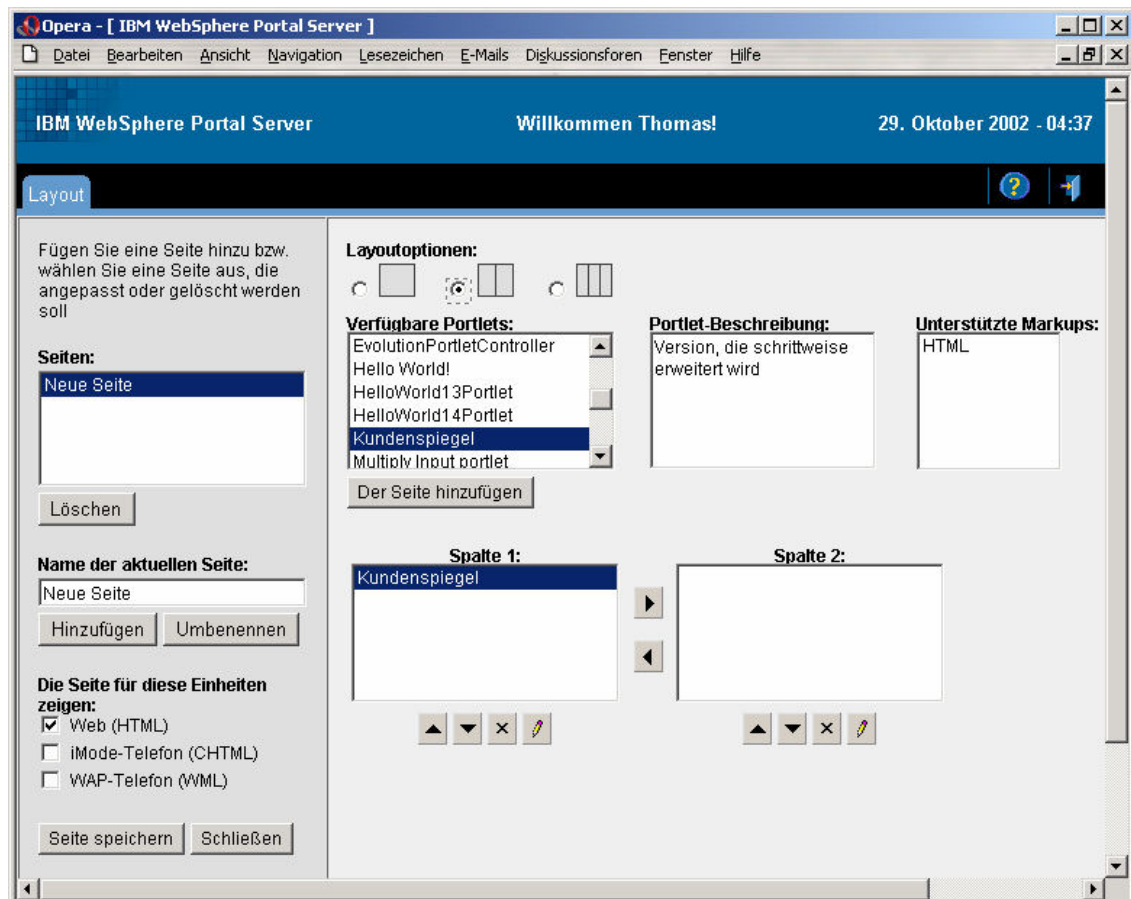 Opera - [ IBM WebSphere Portal Server ]
Datei Bearbeiten Ansicht Navigation Lesezeichen E-Mails Diskussionsforen Fenster Hilfe
IBM WebSphere Portal Server
Willkommen Thomas!
29. Oktober 2002 - 04:37
Layout
?
Fügen Sie eine Seite hinzu bzw.
wählen Sie eine Seite aus, die
angepasst oder gelöscht werden
soll
Seiten:
Neue Seite
Löschen
Name der aktuellen Seite:
Neue Seite
Hinzufügen Umbenennen
Die Seite für diese Einheiten
zeigen:
Web (HTML)
iMode-Telefon (CHTML)
WAP-Telefon (WML)
Seite speichern Schließen
Layoutoptionen:
Verfügbare Portlets:
EvolutionPortletController
Hello World!
HelloWorld13Portlet
HelloWorld14Portlet
Kundenspiegel
Multiply Input portlet
Der Seite hinzufügen
Portlet-Beschreibung:
Version, die schrittweise
erweitert wird
Unterstützte Markups:
HTML
Spalte 1:
Kundenspiegel
Spalte 2: